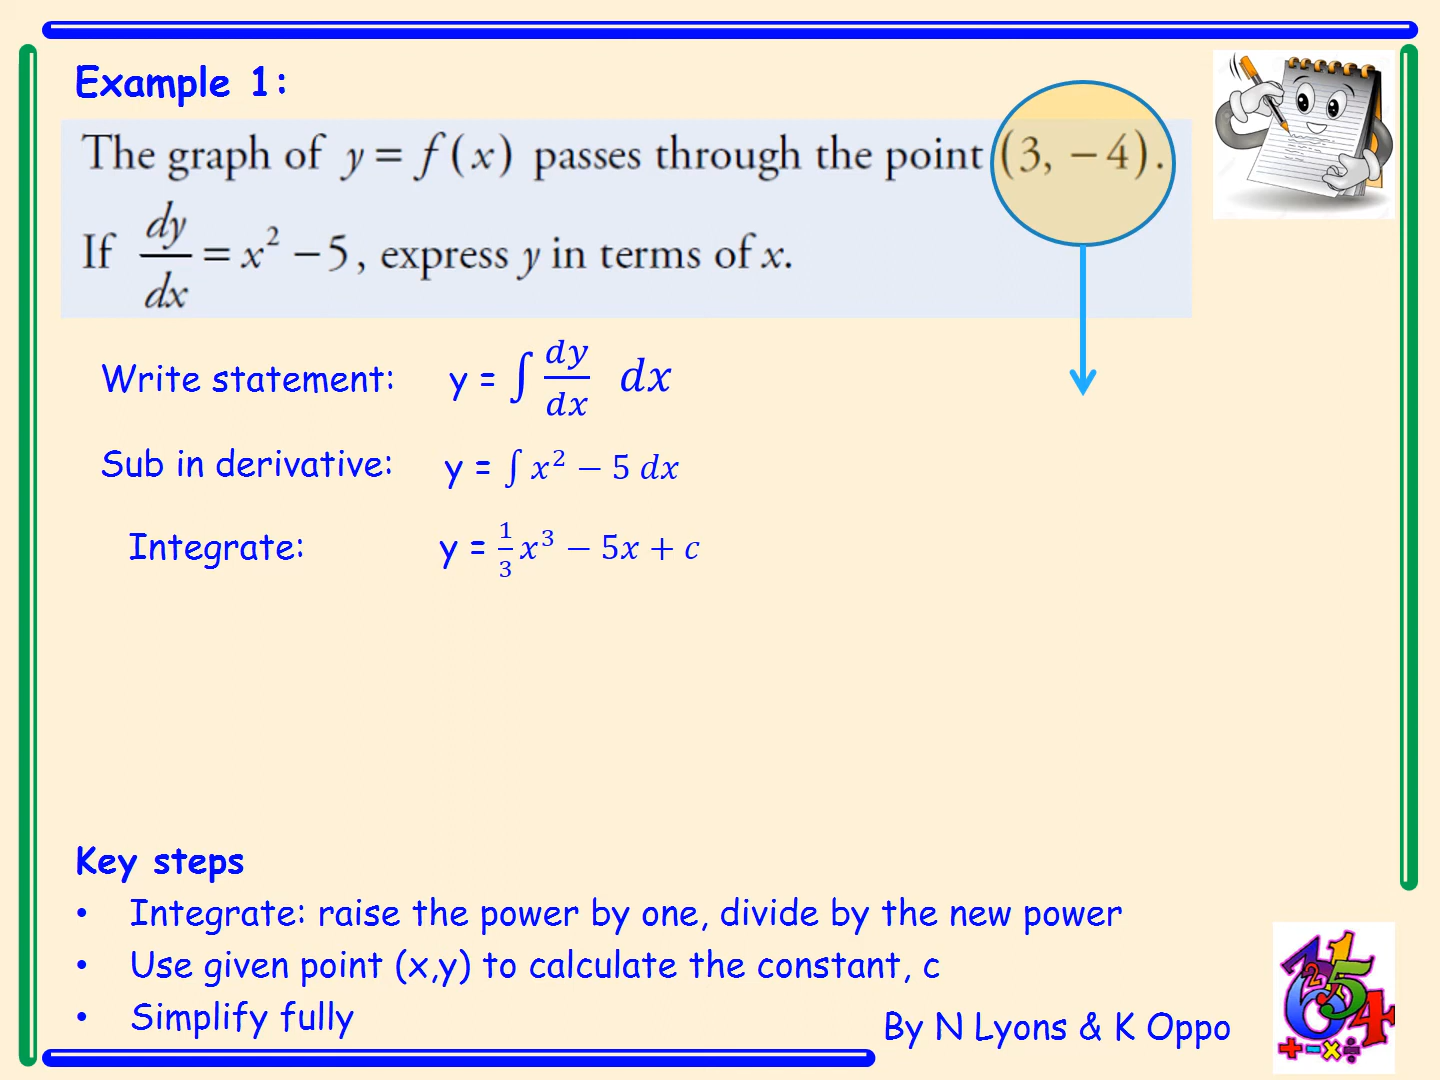 Example 1:
The graph of y = f (x) passes through the point (3, −4).
If dy/dx = x² − 5, express y in terms of x.
Write statement: y = ∫ dy/dx dx
Sub in derivative: y = ∫ x² − 5 dx
Integrate: y = 1/3 x³ − 5x + c
Key steps
• Integrate: raise the power by one, divide by the new power
• Use given point (x,y) to calculate the constant, c
• Simplify fully
By N Lyons & K Oppo